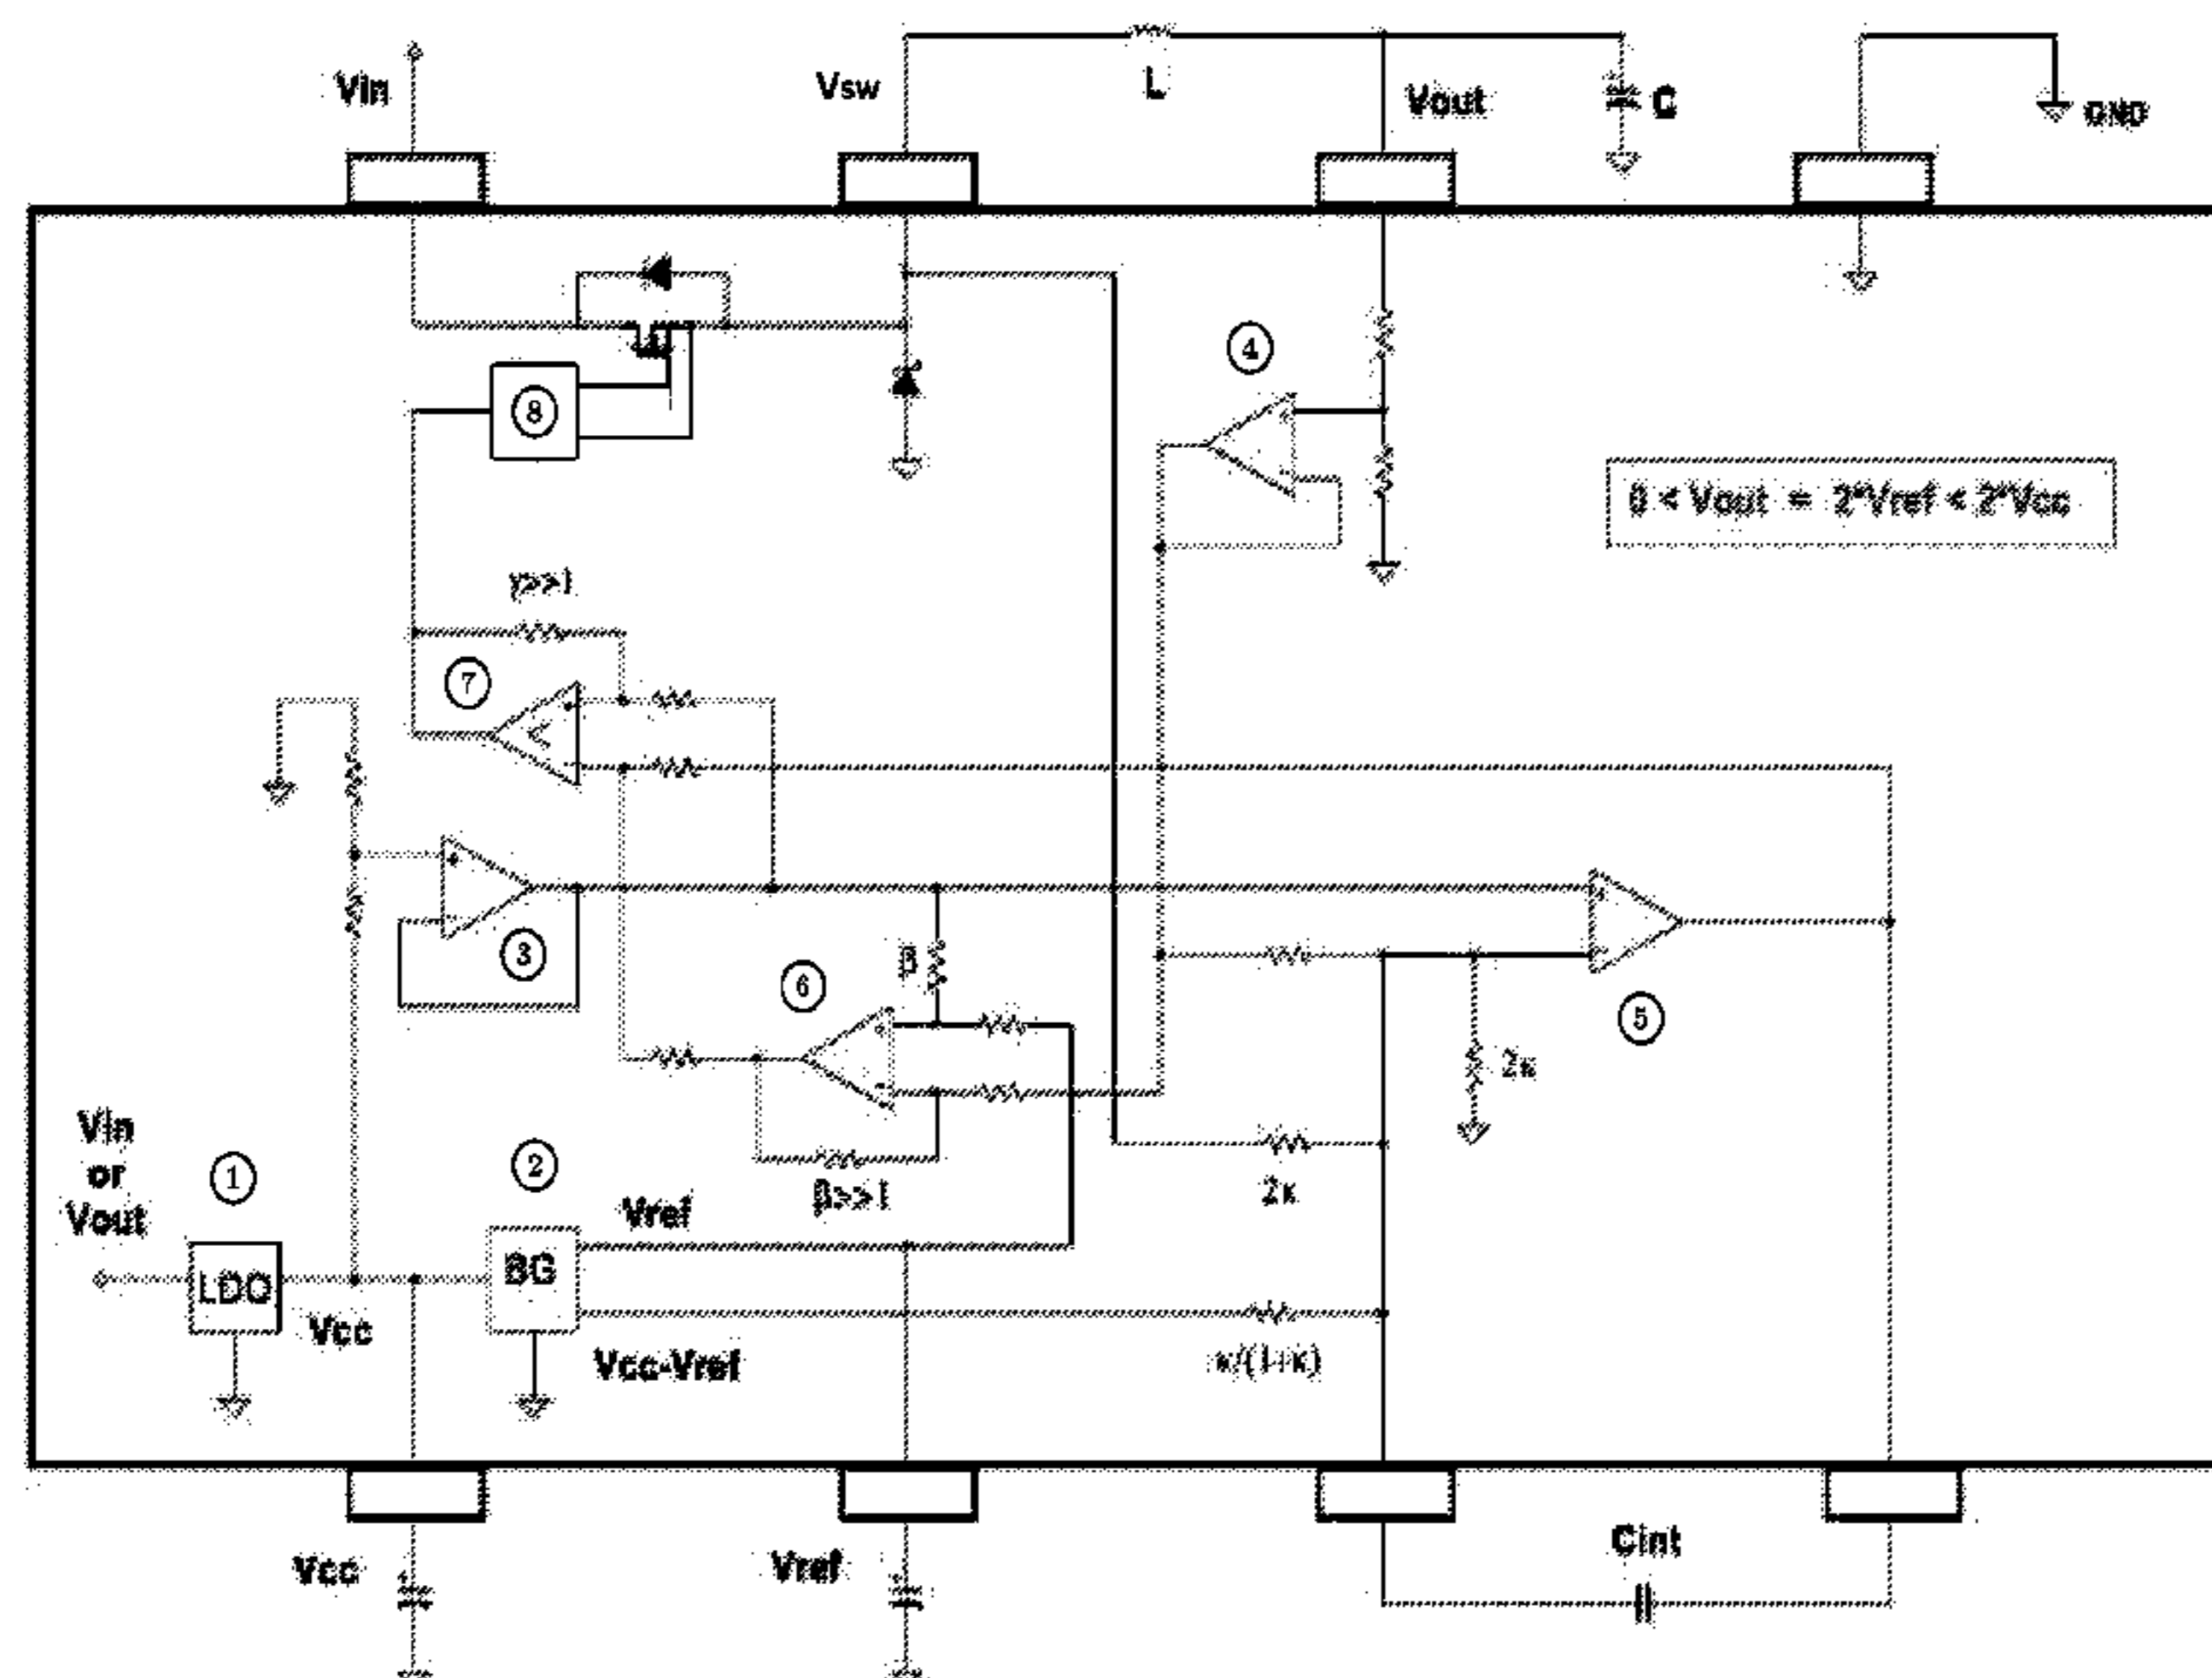 Vin
Vsw
L
Vout
C
GND
4
8
0 < Vout = 2*Vref < 2*Vcc
γ>>1
7
3
β
6
5
2κ
Vin
or
Vout
1
2
2κ
β>>1
Vref
BG
LDO
Vcc
Vcc-Vref
κ/(1+κ)
Vcc
Vref
Cint